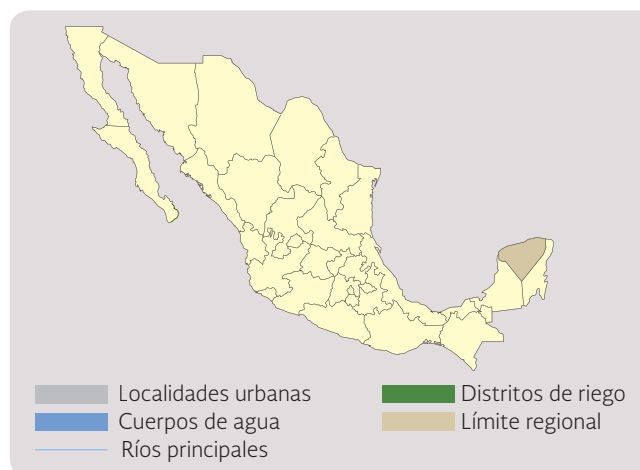 Localidades urbanas
Cuerpos de agua
Ríos principales
Distritos de riego
Límite regional